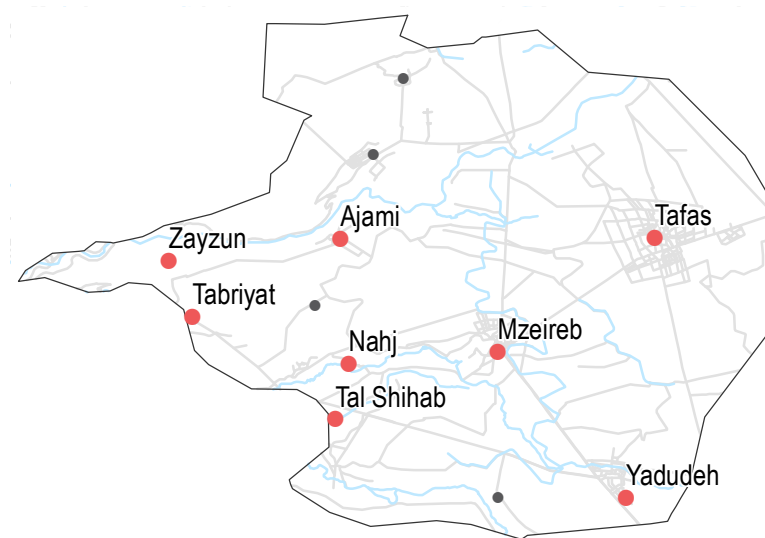 Ajami
Tafas
Zayzun
Tabriyat
Mzeireb
Nahj
Tal Shihab
Yadudeh